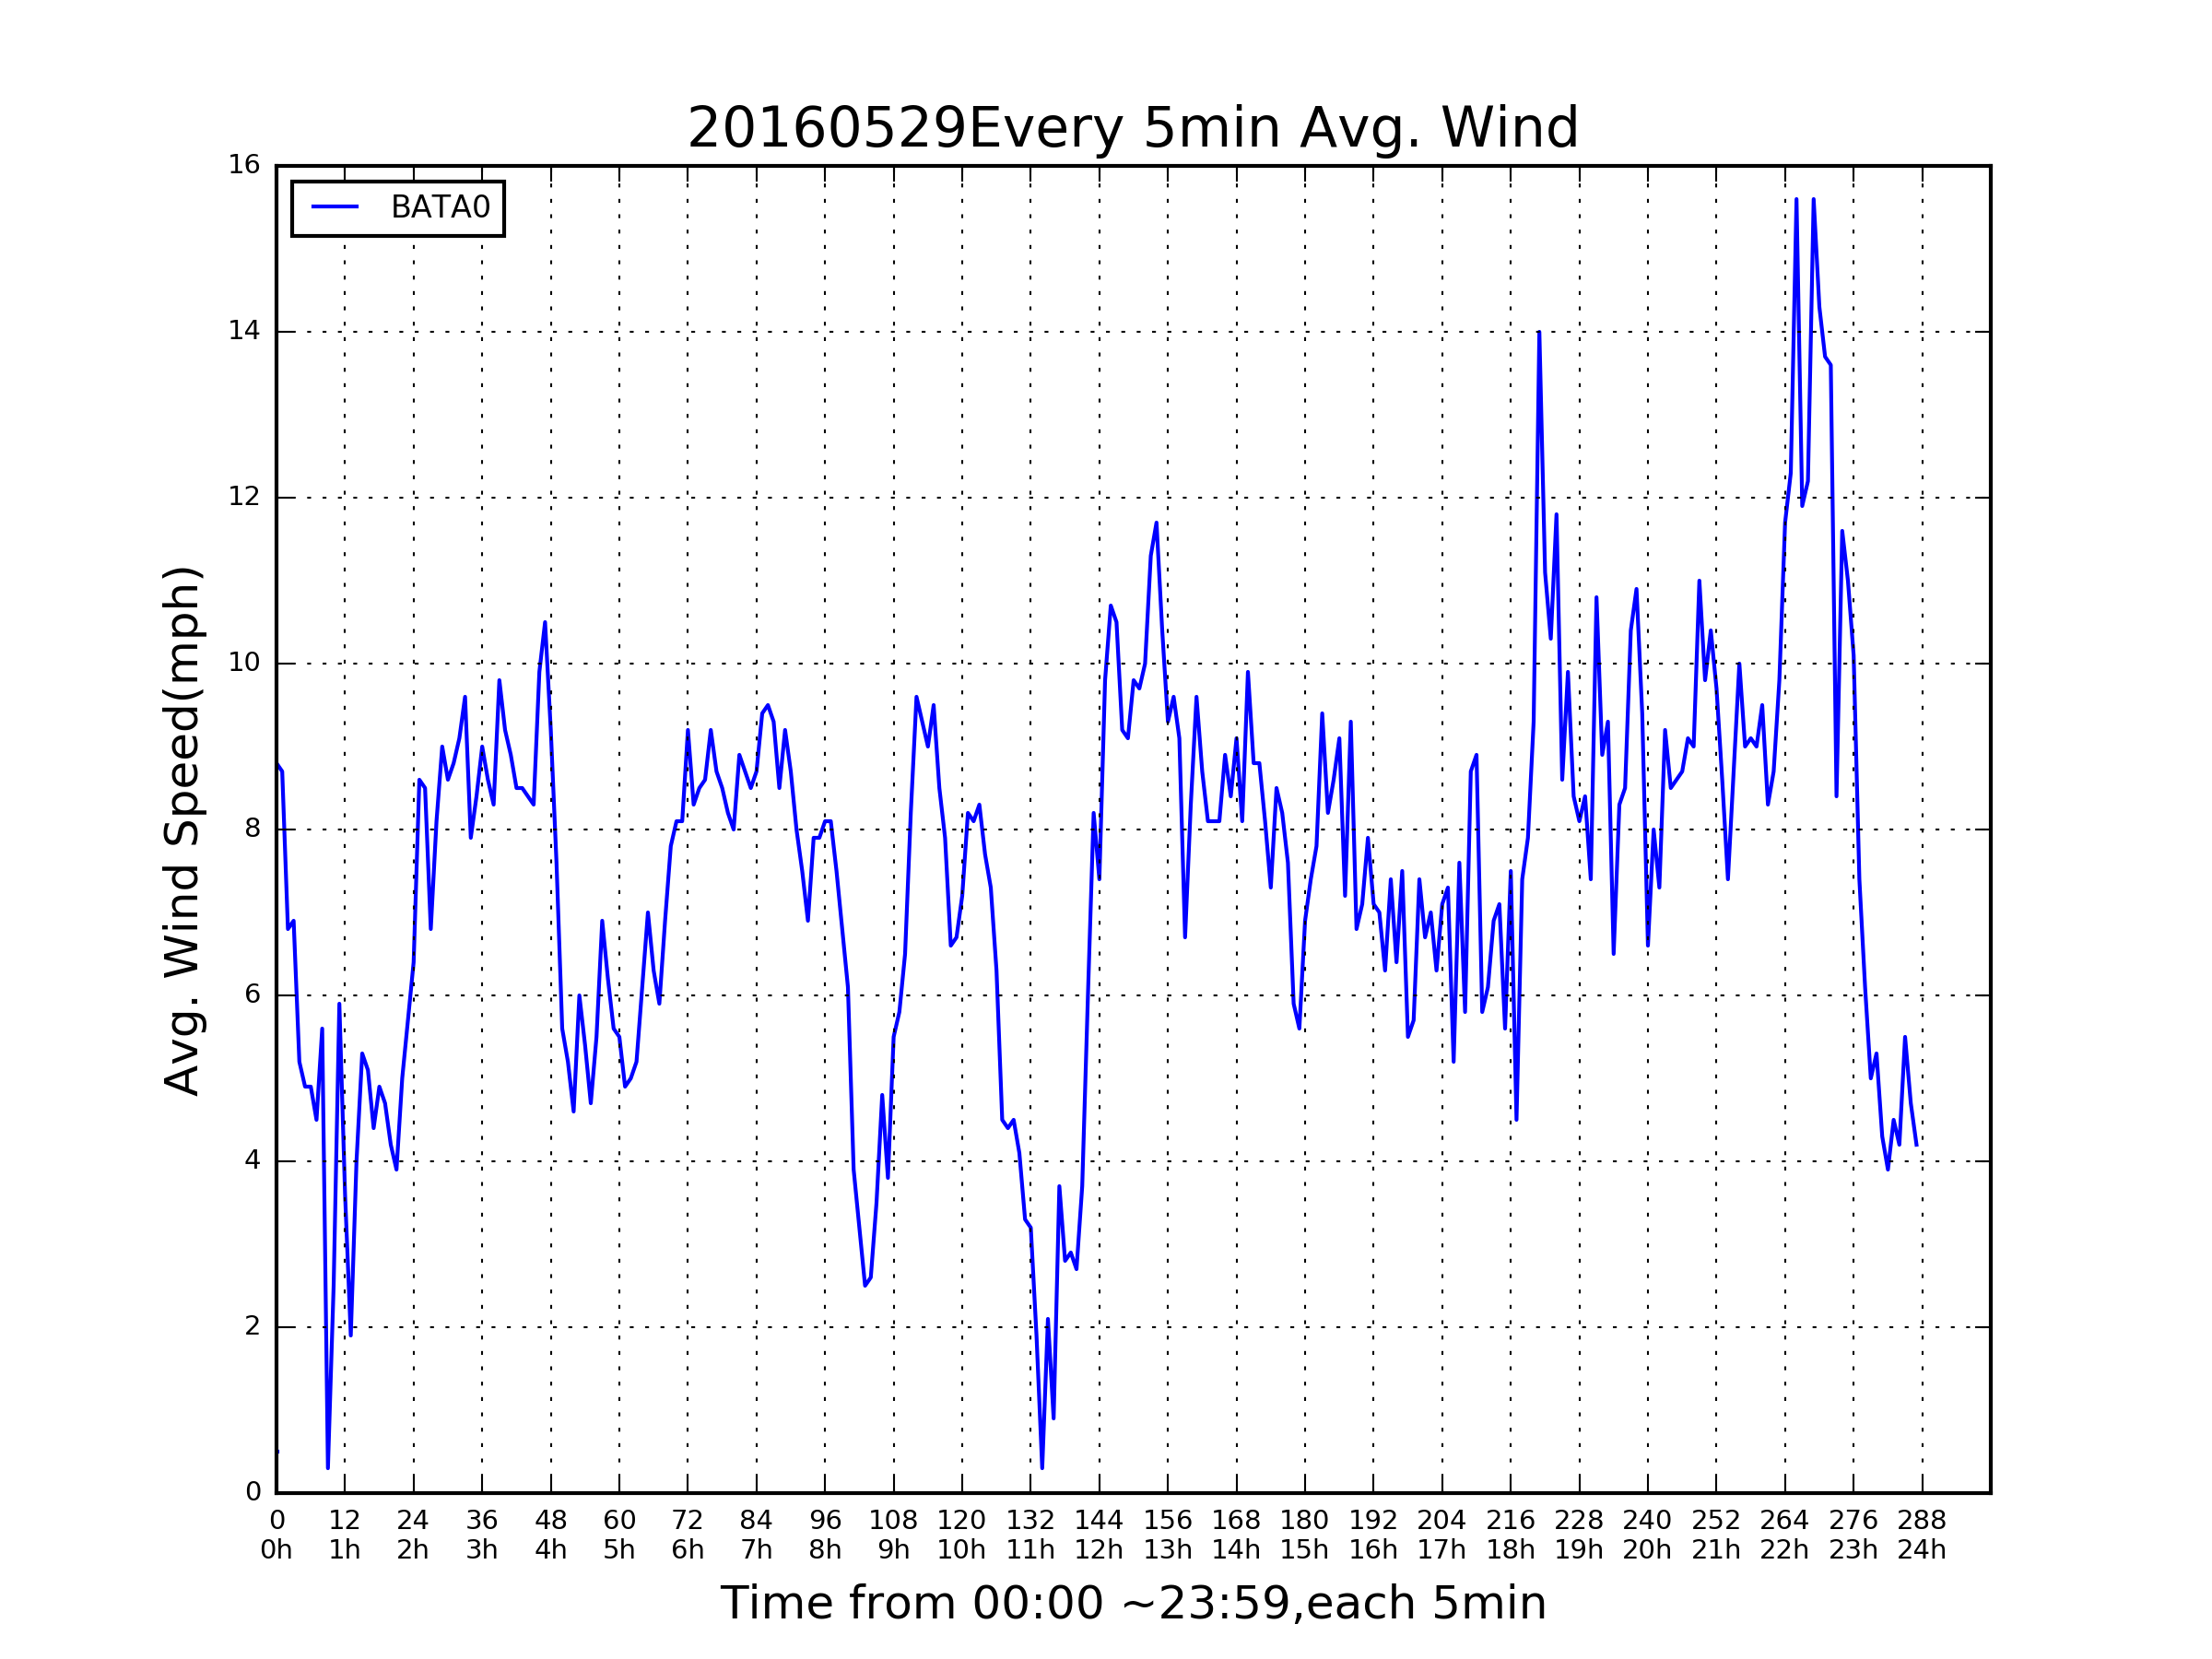 20160529Every 5min Avg. Wind
BATA0
Avg. Wind Speed(mph)
16
14
12
10
8
6
4
2
0
0 12 24 36 48 60 72 84 96 108 120 132 144 156 168 180 192 204 216 228 240 252 264 276 288
0h 1h 2h 3h 4h 5h 6h 7h 8h 9h 10h 11h 12h 13h 14h 15h 16h 17h 18h 19h 20h 21h 22h 23h 24h
Time from 00:00 ~23:59,each 5min